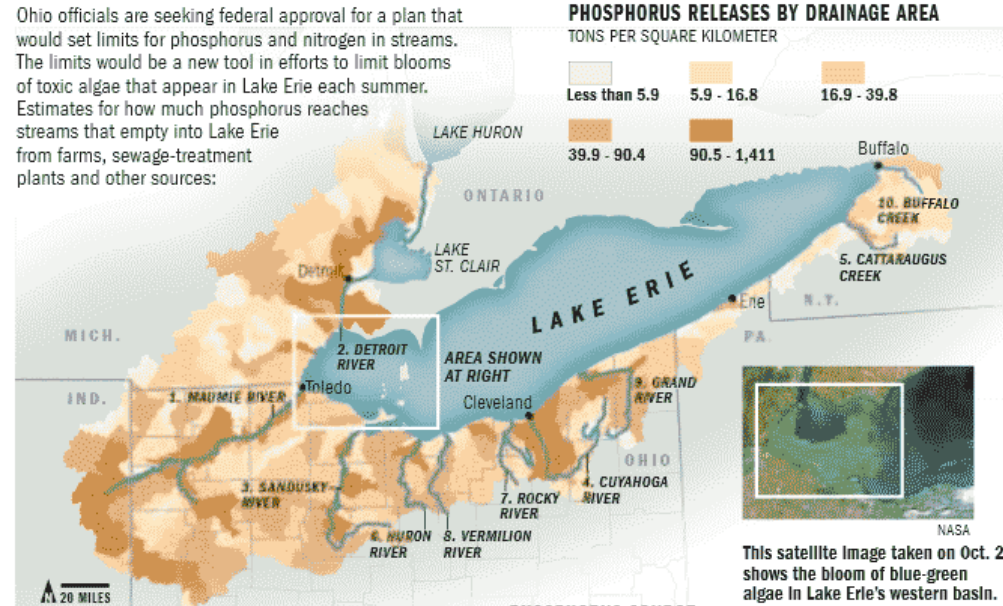 Ohio officials are seeking federal approval for a plan that
would set limits for phosphorus and nitrogen in streams.
The limits would be a new tool in efforts to limit blooms
of toxic algae that appear in Lake Erie each summer.
Estimates for how much phosphorus reaches
streams that empty into Lake Erie
from farms, sewage-treatment
plants and other sources:
PHOSPHORUS RELEASES BY DRAINAGE AREA
TONS PER SQUARE KILOMETER
Less than 5.9
5.9 - 16.8
16.9 - 39.8
39.9 - 90.4
90.5 - 1,411
LAKE HURON
ONTARIO
Buffalo
10. BUFFALO
CREEK
5. CATTARAUGUS
CREEK
LAKE
ST. CLAIR
Detroit
LAKE ERIE
Erie
N.Y.
PA.
MICH.
2. DETROIT
RIVER
AREA SHOWN
AT RIGHT
Toledo
IND.
1. MAUMIE RIVER
Cleveland
9. GRAND
RIVER
OHIO
3. SANDUSKY
RIVER
4. CUYAHOGA
RIVER
7. ROCKY
RIVER
6. HURON
RIVER
8. VERMILION
RIVER
20 MILES
NASA
This satellite image taken on Oct. 2
shows the bloom of blue-green
algae in Lake Erie's western basin.